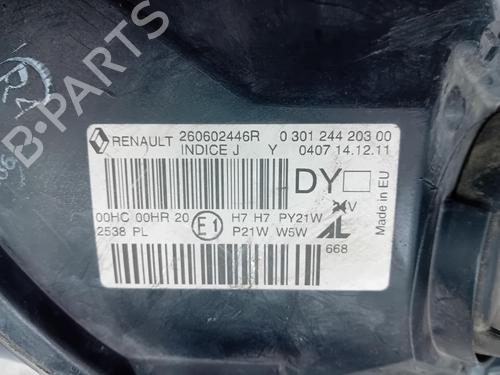 RENAULT 260602446R 0 301 244 203 00
INDICE J Y 0407 14.12.11
DY
Made in EU
00HC 00HR 20 E1 H7 H7 PY21W V
2538 PL P21W W5W AL
668
B-PARTS